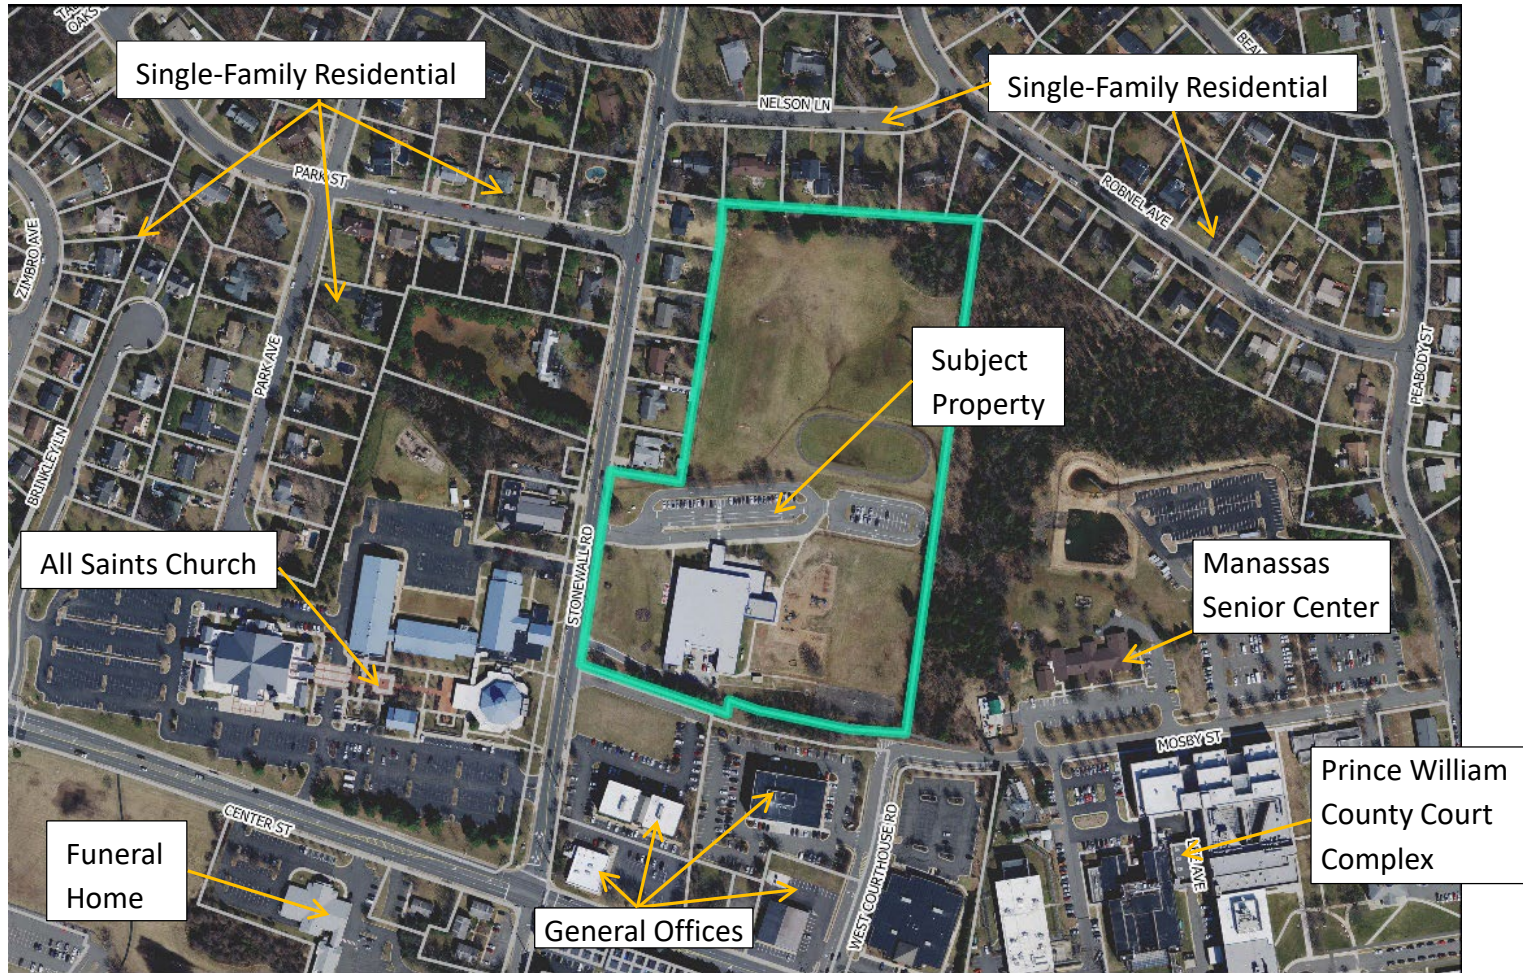 OAKS
BEAU
Single-Family Residential
Single-Family Residential
NELSON LN
PARK ST
ROBNEL AVE
ZIMBRO AVE
Subject
Property
PARK AVE
PEABODY ST
BRINKLEY LN
All Saints Church
STONEWALL RD
Manassas
Senior Center
MOSBY ST
Prince William
County Court
Complex
CENTER ST
WEST COURTHOUSE RD
Funeral
Home
General Offices